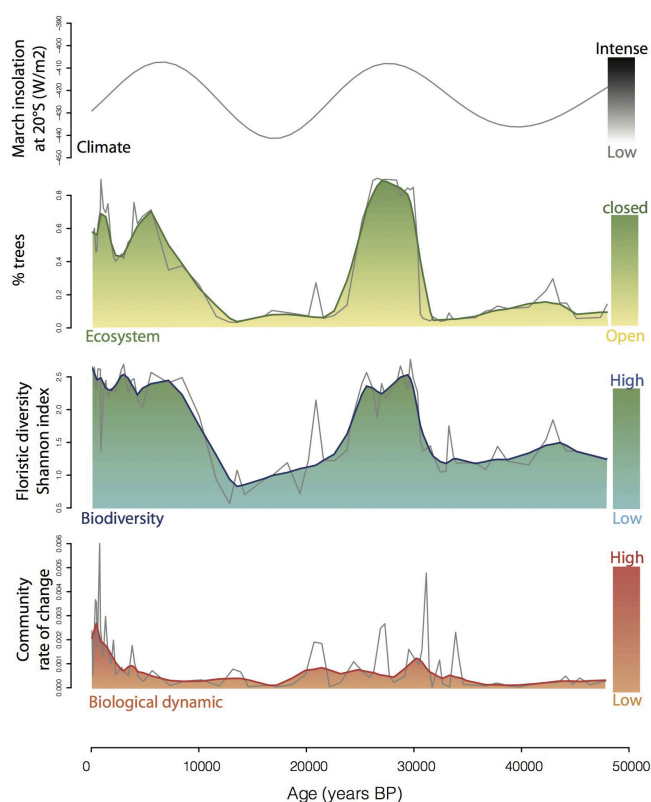 -390
-400
-410
-420
-430
-440
-450
March insolation
at 20°S (W/m2)
Climate
Intense
Low
0.8
0.6
0.4
0.2
0.0
% trees
Ecosystem
closed
Open
2.5
2.0
1.5
1.0
0.5
Floristic diversity
Shannon index
Biodiversity
High
Low
0.006
0.005
0.004
0.003
0.002
0.001
0.000
Community
rate of change
Biological dynamic
High
Low
0 10000 20000 30000 40000 50000
Age (years BP)